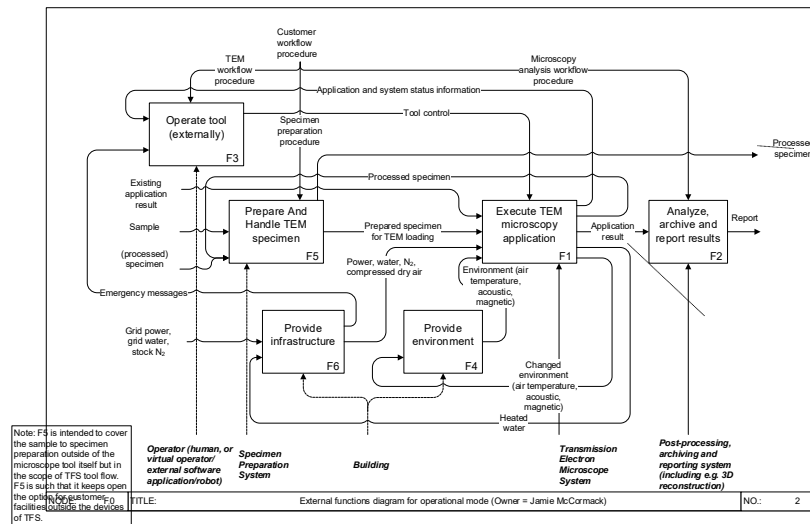 Customer
workflow
procedure
TEM
workflow
procedure
Microscopy
analysis workflow
procedure
Application and system status information
Operate tool
(externally)
F3
Tool control
Specimen
preparation
procedure
Processed
specimen
Processed specimen
Existing
application
result
Sample
(processed)
specimen
Prepare And
Handle TEM
specimen
F5
Prepared specimen
for TEM loading
Execute TEM
microscopy
application
F1
Application
result
Analyze,
archive and
report results
F2
Report
Power, water, N₂,
compressed dry air
Environment (air
temperature,
acoustic,
magnetic)
Emergency messages
Grid power,
grid water,
stock N₂
Provide
infrastructure
F6
Provide
environment
F4
Changed
environment
(air temperature,
acoustic,
magnetic)
Heated
water
Note: F5 is intended to cover
the sample to specimen
preparation outside of the
microscope tool itself but in
the scope of TFS tool flow.
F5 is such that it keeps open
the option for customer
facilities outside the devices
of TFS.
Operator (human, or
virtual operator/
external software
application/robot)
Specimen
Preparation
System
Building
Transmission
Electron
Microscope
System
Post-processing,
archiving and
reporting system
(including e.g. 3D
reconstruction)
NODE: F0 TITLE: External functions diagram for operational mode (Owner = Jamie McCormack) NO.: 2